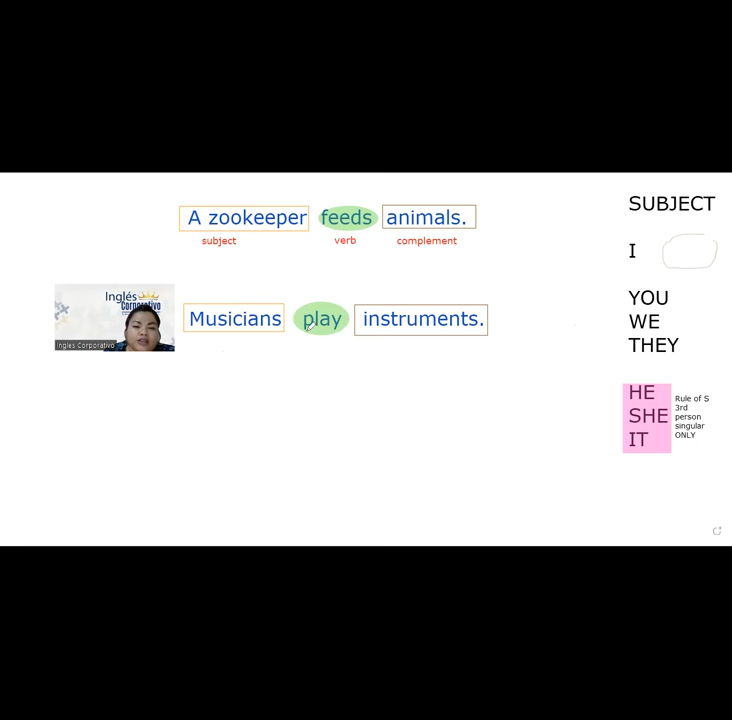 A zookeeper feeds animals.
subject verb complement
Inglés
Corporativo
Ingles Corporativo
Musicians play instruments.
SUBJECT
I
YOU
WE
THEY
HE
SHE
IT
Rule of S
3rd
person
singular
ONLY